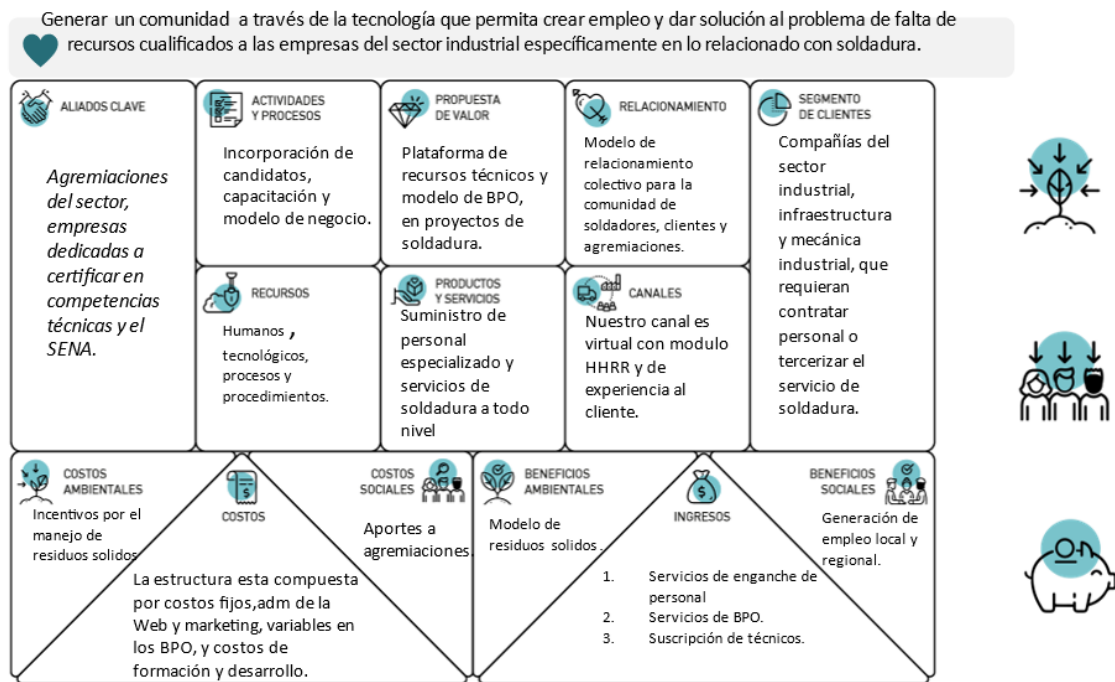 Generar un comunidad a través de la tecnología que permita crear empleo y dar solución al problema de falta de
recursos cualificados a las empresas del sector industrial específicamente en lo relacionado con soldadura.
ALIADOS CLAVE
Agremiaciones
del sector,
empresas
dedicadas a
certificar en
competencias
técnicas y el
SENA.
ACTIVIDADES
Y PROCESOS
Incorporación de
candidatos,
capacitación y
modelo de negocio.
RECURSOS
Humanos ,
tecnológicos,
procesos y
procedimientos.
PROPUESTA
DE VALOR
Plataforma de
recursos técnicos y
modelo de BPO,
en proyectos de
soldadura.
PRODUCTOS
Y SERVICIOS
Suministro de
personal
especializado y
servicios de
soldadura a todo
nivel
RELACIONAMIENTO
Modelo de
relacionamiento
colectivo para la
comunidad de
soldadores, clientes y
agremiaciones.
CANALES
Nuestro canal es
virtual con modulo
HHRR y de
experiencia al
cliente.
SEGMENTO
DE CLIENTES
Compañías del
sector
industrial,
infraestructura
y mecánica
industrial, que
requieran
contratar
personal o
tercerizar el
servicio de
soldadura.
COSTOS
AMBIENTALES
Incentivos por el
manejo de
residuos solidos.
COSTOS
La estructura esta compuesta
por costos fijos,adm de la
Web y marketing, variables en
los BPO, y costos de
formación y desarrollo.
COSTOS
SOCIALES
Aportes a
agremiaciones.
BENEFICIOS
AMBIENTALES
Modelo de
residuos solidos.
INGRESOS
1. Servicios de enganche de
personal
2. Servicios de BPO.
3. Suscripción de técnicos.
BENEFICIOS
SOCIALES
Generación de
empleo local y
regional.